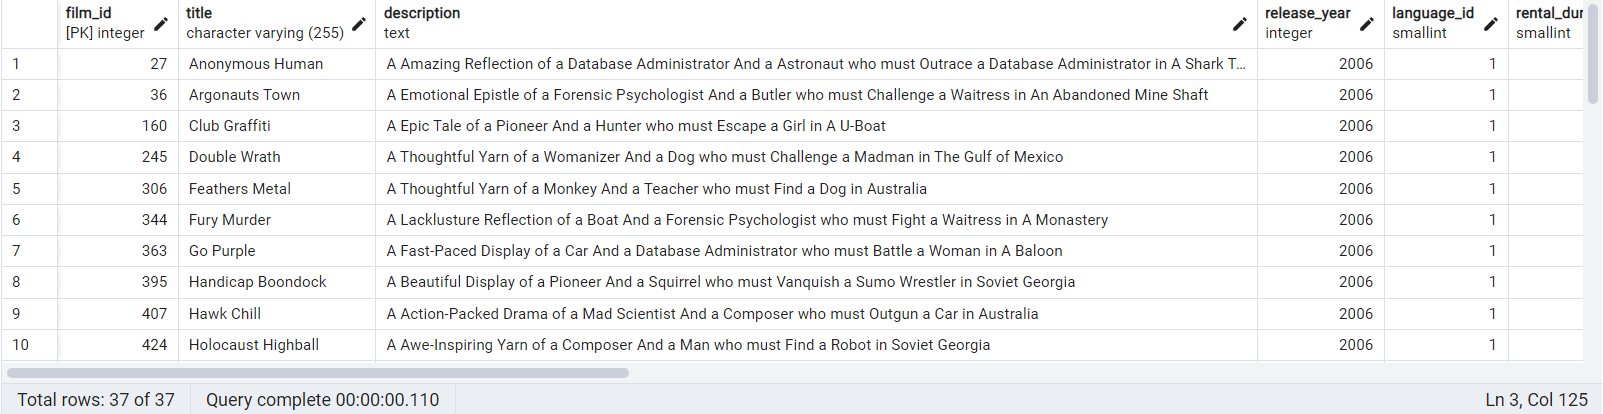 film_id title description release_year language_id rental_dur
[PK] integer character varying (255) text integer smallint smallint
1 27 Anonymous Human A Amazing Reflection of a Database Administrator And a Astronaut who must Outrace a Database Administrator in A Shark T... 2006 1
2 36 Argonauts Town A Emotional Epistle of a Forensic Psychologist And a Butler who must Challenge a Waitress in An Abandoned Mine Shaft 2006 1
3 160 Club Graffiti A Epic Tale of a Pioneer And a Hunter who must Escape a Girl in A U-Boat 2006 1
4 245 Double Wrath A Thoughtful Yarn of a Womanizer And a Dog who must Challenge a Madman in The Gulf of Mexico 2006 1
5 306 Feathers Metal A Thoughtful Yarn of a Monkey And a Teacher who must Find a Dog in Australia 2006 1
6 344 Fury Murder A Lacklusture Reflection of a Boat And a Forensic Psychologist who must Fight a Waitress in A Monastery 2006 1
7 363 Go Purple A Fast-Paced Display of a Car And a Database Administrator who must Battle a Woman in A Baloon 2006 1
8 395 Handicap Boondock A Beautiful Display of a Pioneer And a Squirrel who must Vanquish a Sumo Wrestler in Soviet Georgia 2006 1
9 407 Hawk Chill A Action-Packed Drama of a Mad Scientist And a Composer who must Outgun a Car in Australia 2006 1
10 424 Holocaust Highball A Awe-Inspiring Yarn of a Composer And a Man who must Find a Robot in Soviet Georgia 2006 1
Total rows: 37 of 37 Query complete 00:00:00.110 Ln 3, Col 125